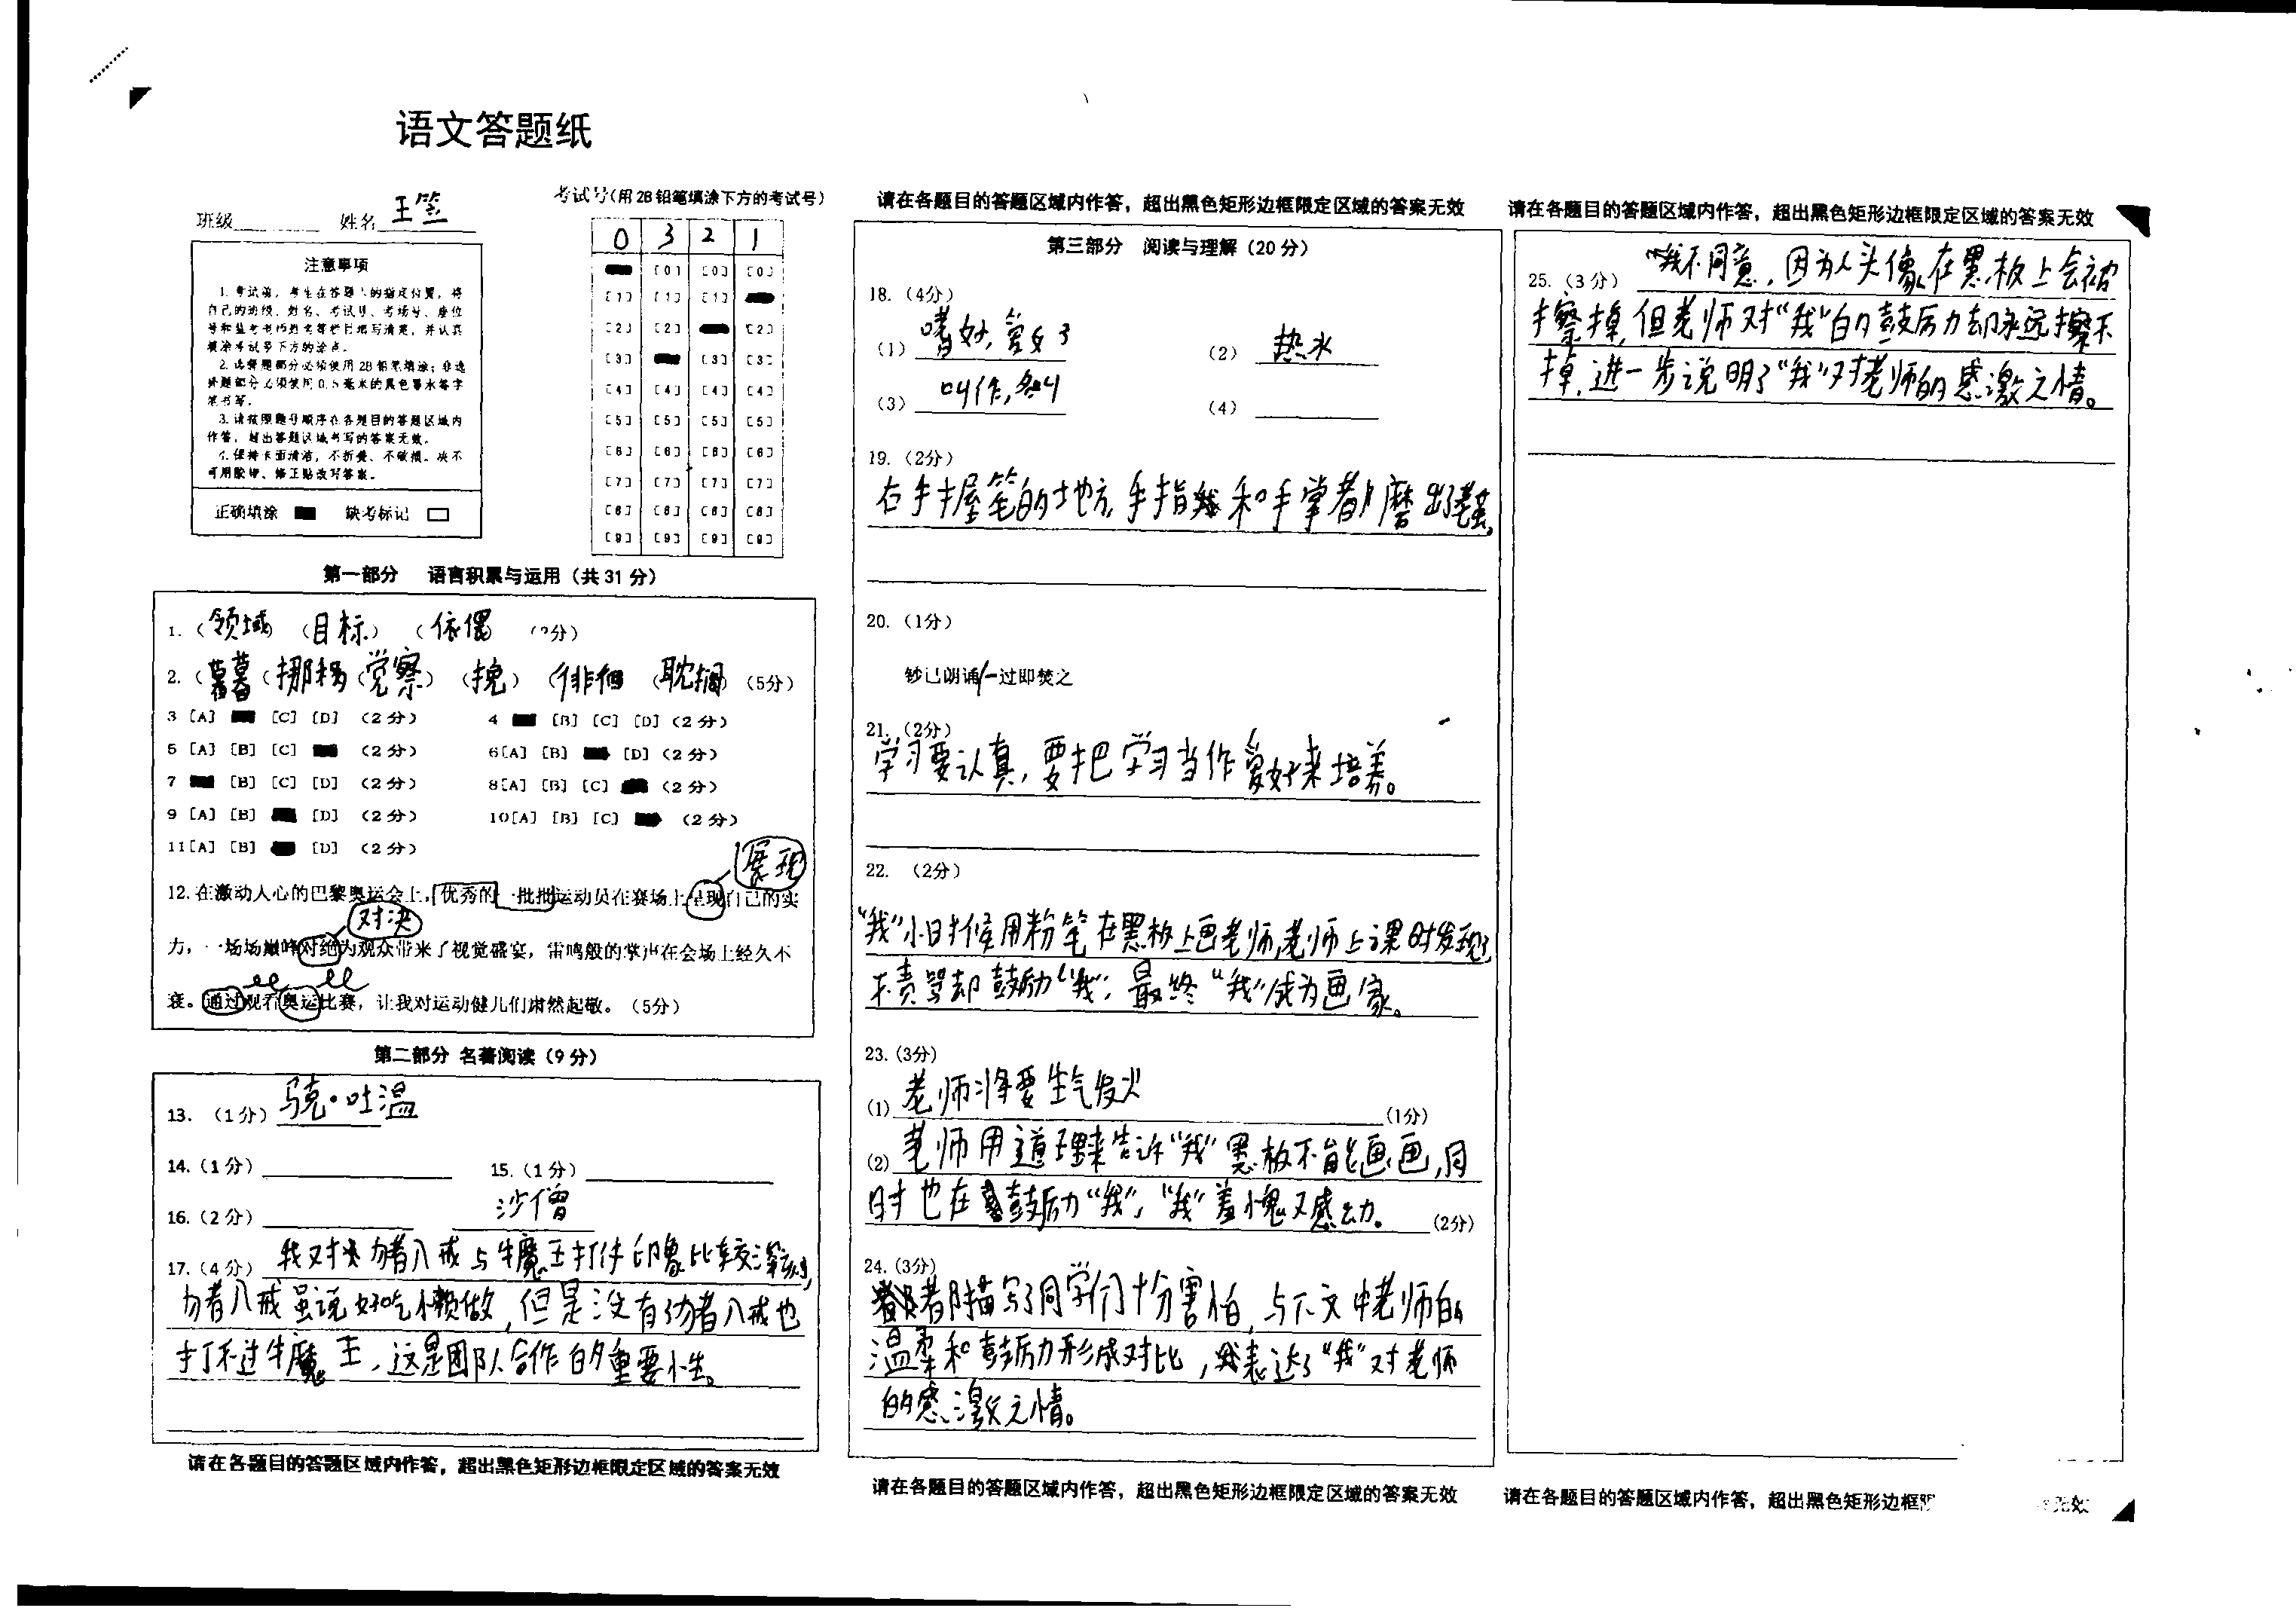 语文答题纸
班级 姓名 王笠
考试号(用2B铅笔填涂下方的考试号)
0 3 2 1
注意事项
1. 考试前，考生在答题 的指定位置，将
自己的班级、姓名、考试号、考场号、座位
号和监考老师姓名等栏目填写清楚，并认真
填涂考试号下方的涂点。
2. 选择题部分必须使用2B铅笔填涂；非选
择题部分必须使用0.5毫米的黑色墨水签字
笔书写。
3. 请按照题号顺序在各题目的答题区域内
作答，超出答题区域书写的答案无效。
4. 保持卡面清洁，不折叠、不破损。决不
可用胶带、修正贴改写答案。
正确填涂 缺考标记
[0] [0] [0]
[1] [1] [1]
[2] [2] [2]
[3] [3] [3]
[4] [4] [4] [4]
[5] [5] [5] [5]
[6] [6] [6] [6]
[7] [7] [7] [7]
[8] [8] [8] [8]
[9] [9] [9] [9]
第一部分 语言积累与运用（共31分）
1.（领域）（目标）（依偎）
2.（ （挪 （觉察）（挽）（徘徊 （耽搁）（5分）
3 [A] [C] [D] （2分） 4 [B] [C] [D]（2分）
5 [A] [B] [C] （2分） 6[A] [B] [D]（2分）
7 [B] [C] [D] （2分） 8[A] [B] [C] （2分）
9 [A] [B] [D] （2分） 10[A] [B] [C] （2分）
11[A] [B] [D] （2分）
展现
12.在激动人心的巴黎奥运会上，优秀的一批批运动员在赛场上呈现自己的实
对决
力，一场场巅峰对绝为观众带来了视觉盛宴，雷鸣般的掌声在会场上经久不
衰。通过观看奥运比赛，让我对运动健儿们肃然起敬。（5分）
第二部分 名著阅读（9分）
13.（1分）马克·吐温
14.（1分） 15.（1分）
16.（2分） 沙僧
17.（4分）我对 八戒与牛魔王打 印象比较深刻,
八戒虽说好吃懒做,但是没有 八戒也
打不过牛魔王,这是团队合作的重要性。
请在各题目的答题区域内作答，超出黑色矩形边框限定区域的答案无效
请在各题目的答题区域内作答，超出黑色矩形边框限定区域的答案无效
第三部分 阅读与理解（20分）
18.（4分）
（1）嗜好,爱好 （2）热水
（3）叫作, （4）
19.（2分）
右手握笔的地方,手指 和手掌都磨出了老茧。
20.（1分）
钞已朗诵/一过即焚之
21.（2分）
学习要认真,要把学习当作爱好来培养。
22. （2分）
“我”小时候用粉笔在黑板上画老师,老师上课时发现了
不责骂却鼓励“我”,最终“我”成为画家。
23.（3分）
（1）老师将要生气发火（1分）
（2）老师用道理来告诉“我”黑板不能画画,同
时也在鼓励“我”,“我”羞愧又感动。（2分）
24.（3分）
都描写了同学们十分害怕,与下文中老师的
温柔和鼓励形成对比,表达了“我”对老师
的感激之情。
请在各题目的答题区域内作答，超出黑色矩形边框限定区域的答案无效
请在各题目的答题区域内作答，超出黑色矩形边框限定区域的答案无效
25.（3分）我不同意,因为人头像在黑板上会被
擦掉,但老师对“我”的鼓励却永远擦不
掉,进一步说明了“我”对老师的感激之情。
请在各题目的答题区域内作答，超出黑色矩形边框 无效